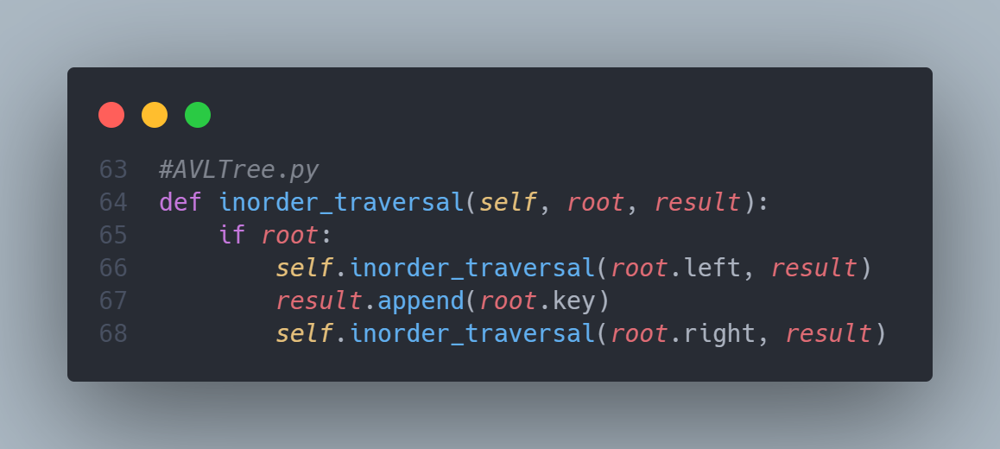 63 #AVLTree.py
64 def inorder_traversal(self, root, result):
65     if root:
66         self.inorder_traversal(root.left, result)
67         result.append(root.key)
68         self.inorder_traversal(root.right, result)